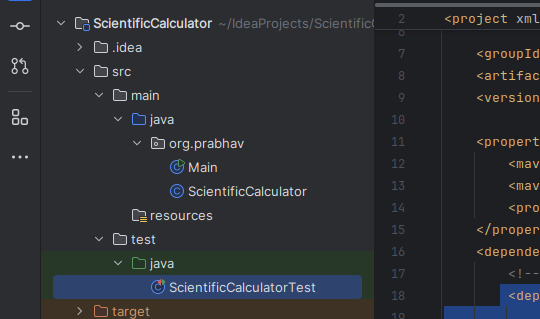 ScientificCalculator ~/IdeaProjects/Scientific
.idea
src
main
java
org.prabhav
Main
ScientificCalculator
resources
test
java
ScientificCalculatorTest
target
2 <project xml
6
7 <groupId
8 <artifac
9 <version
10
11 <propert
12 <mav
13 <mav
14 <pro
15 </proper
16 <depende
17 <!--
18 <dep